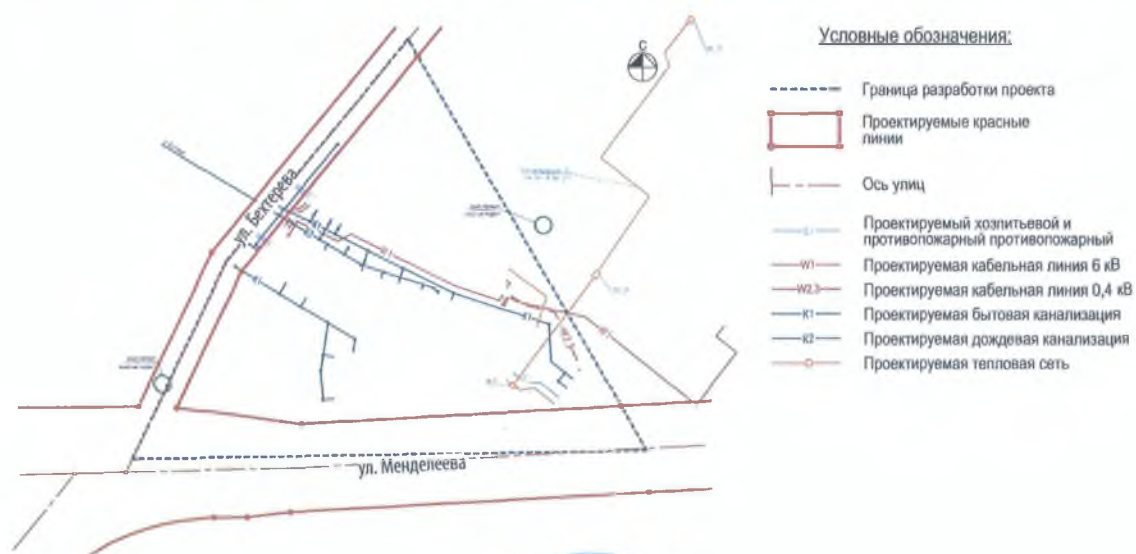 С
Условные обозначения:
Граница разработки проекта
Проектируемые красные
линии
Ось улиц
Проектируемый хозпитьевой и
противопожарный противопожарный
W1
Проектируемая кабельная линия 6 кВ
W2.3
Проектируемая кабельная линия 0,4 кВ
К1
Проектируемая бытовая канализация
К2
Проектируемая дождевая канализация
Проектируемая тепловая сеть
ул. Бехтерева
ул. Менделеева